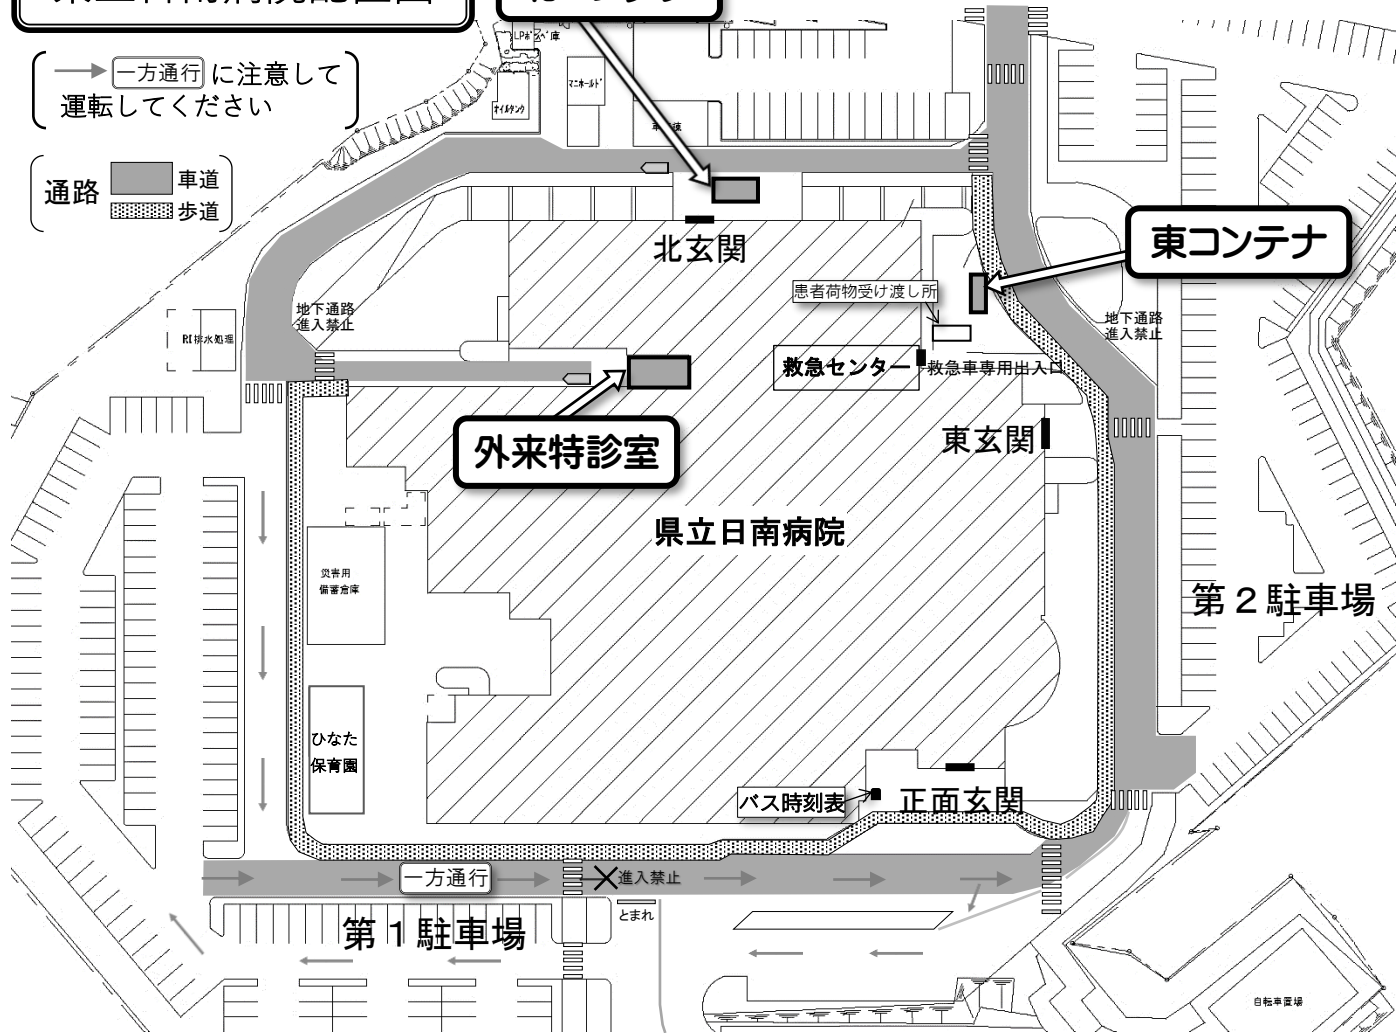 一方通行 に注意して
運転してください
通路
車道
歩道
LPボンベ庫
マニホールド
オイルタンク
北玄関
東コンテナ
患者荷物受け渡し所
地下通路
進入禁止
地下通路
進入禁止
RI排水処理
救急センター
救急車専用出入口
外来特診室
東玄関
県立日南病院
災害用
備蓄倉庫
第2駐車場
ひなた
保育園
バス時刻表
正面玄関
一方通行
進入禁止
とまれ
第1駐車場
自転車置場